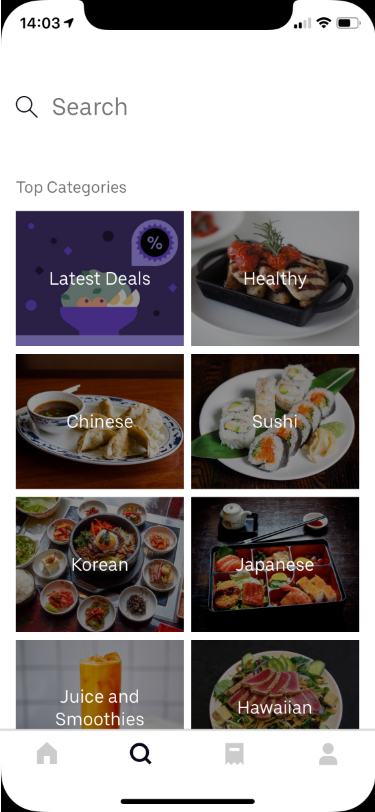 14:03
Search
Top Categories
Latest Deals
%
Healthy
Chinese
Sushi
Korean
Japanese
Juice and
Smoothies
Hawaiian